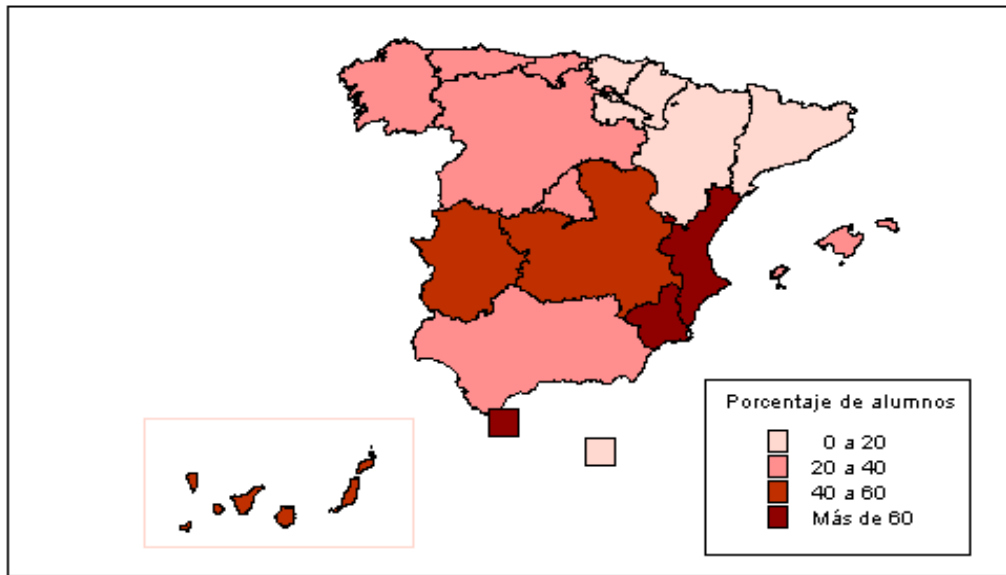 Porcentaje de alumnos
0 a 20
20 a 40
40 a 60
Más de 60